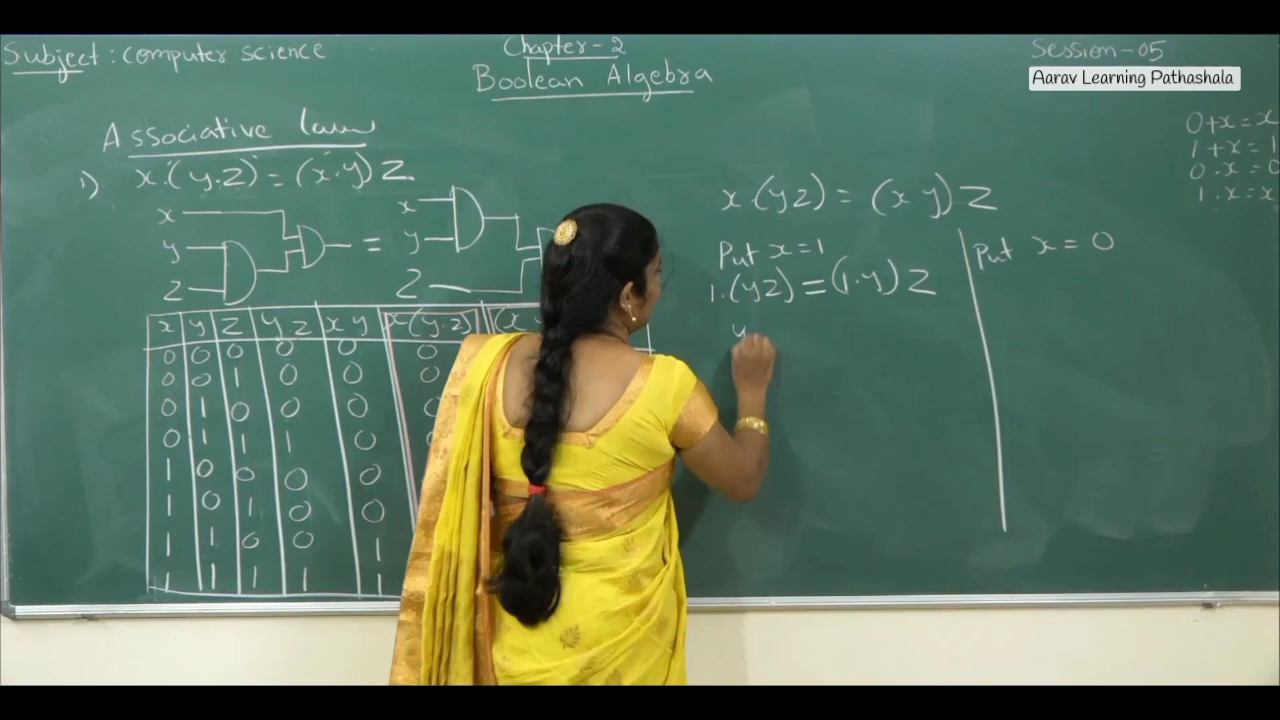 Subject : computer science
Chapter - 2
Boolean Algebra
Session - 05
Aarav Learning Pathashala
Associative law
1) x.(y.z) = (x.y) z
x
y
z
=
x
y
z
x y z y.z x y x(y.z) (x y
0 0 0 0 0 0
0 0 1 0 0 0
0 1 0 0 0 0
0 1 1 1 0 0
1 0 0 0 0
1 0 1 0 0
1 1 0 0 1
1 1 1 1 1
x.(yz) = (x y) z
Put x = 1
1.(yz) = (1.y) z
y
Put x = 0
0+x=x
1+x=1
0.x=0
1.x=x